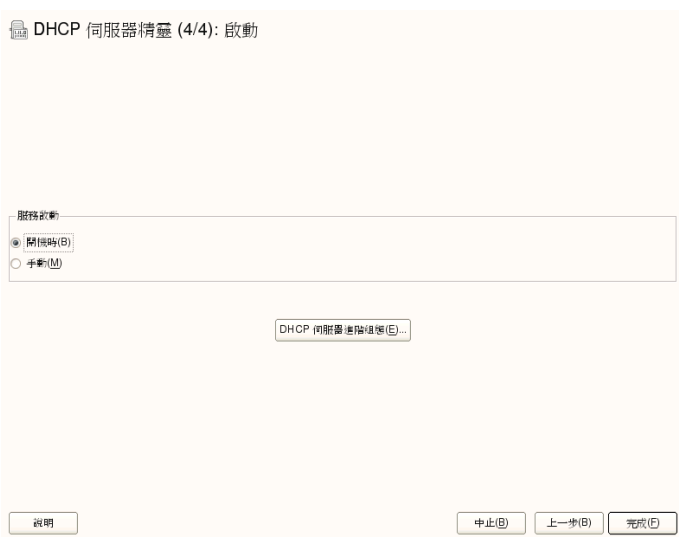 DHCP 伺服器精靈 (4/4): 啟動
服務啟動
開機時(B)
手動(M)
DHCP 伺服器進階組態(E)...
說明
中止(B)
上一步(B)
完成(F)